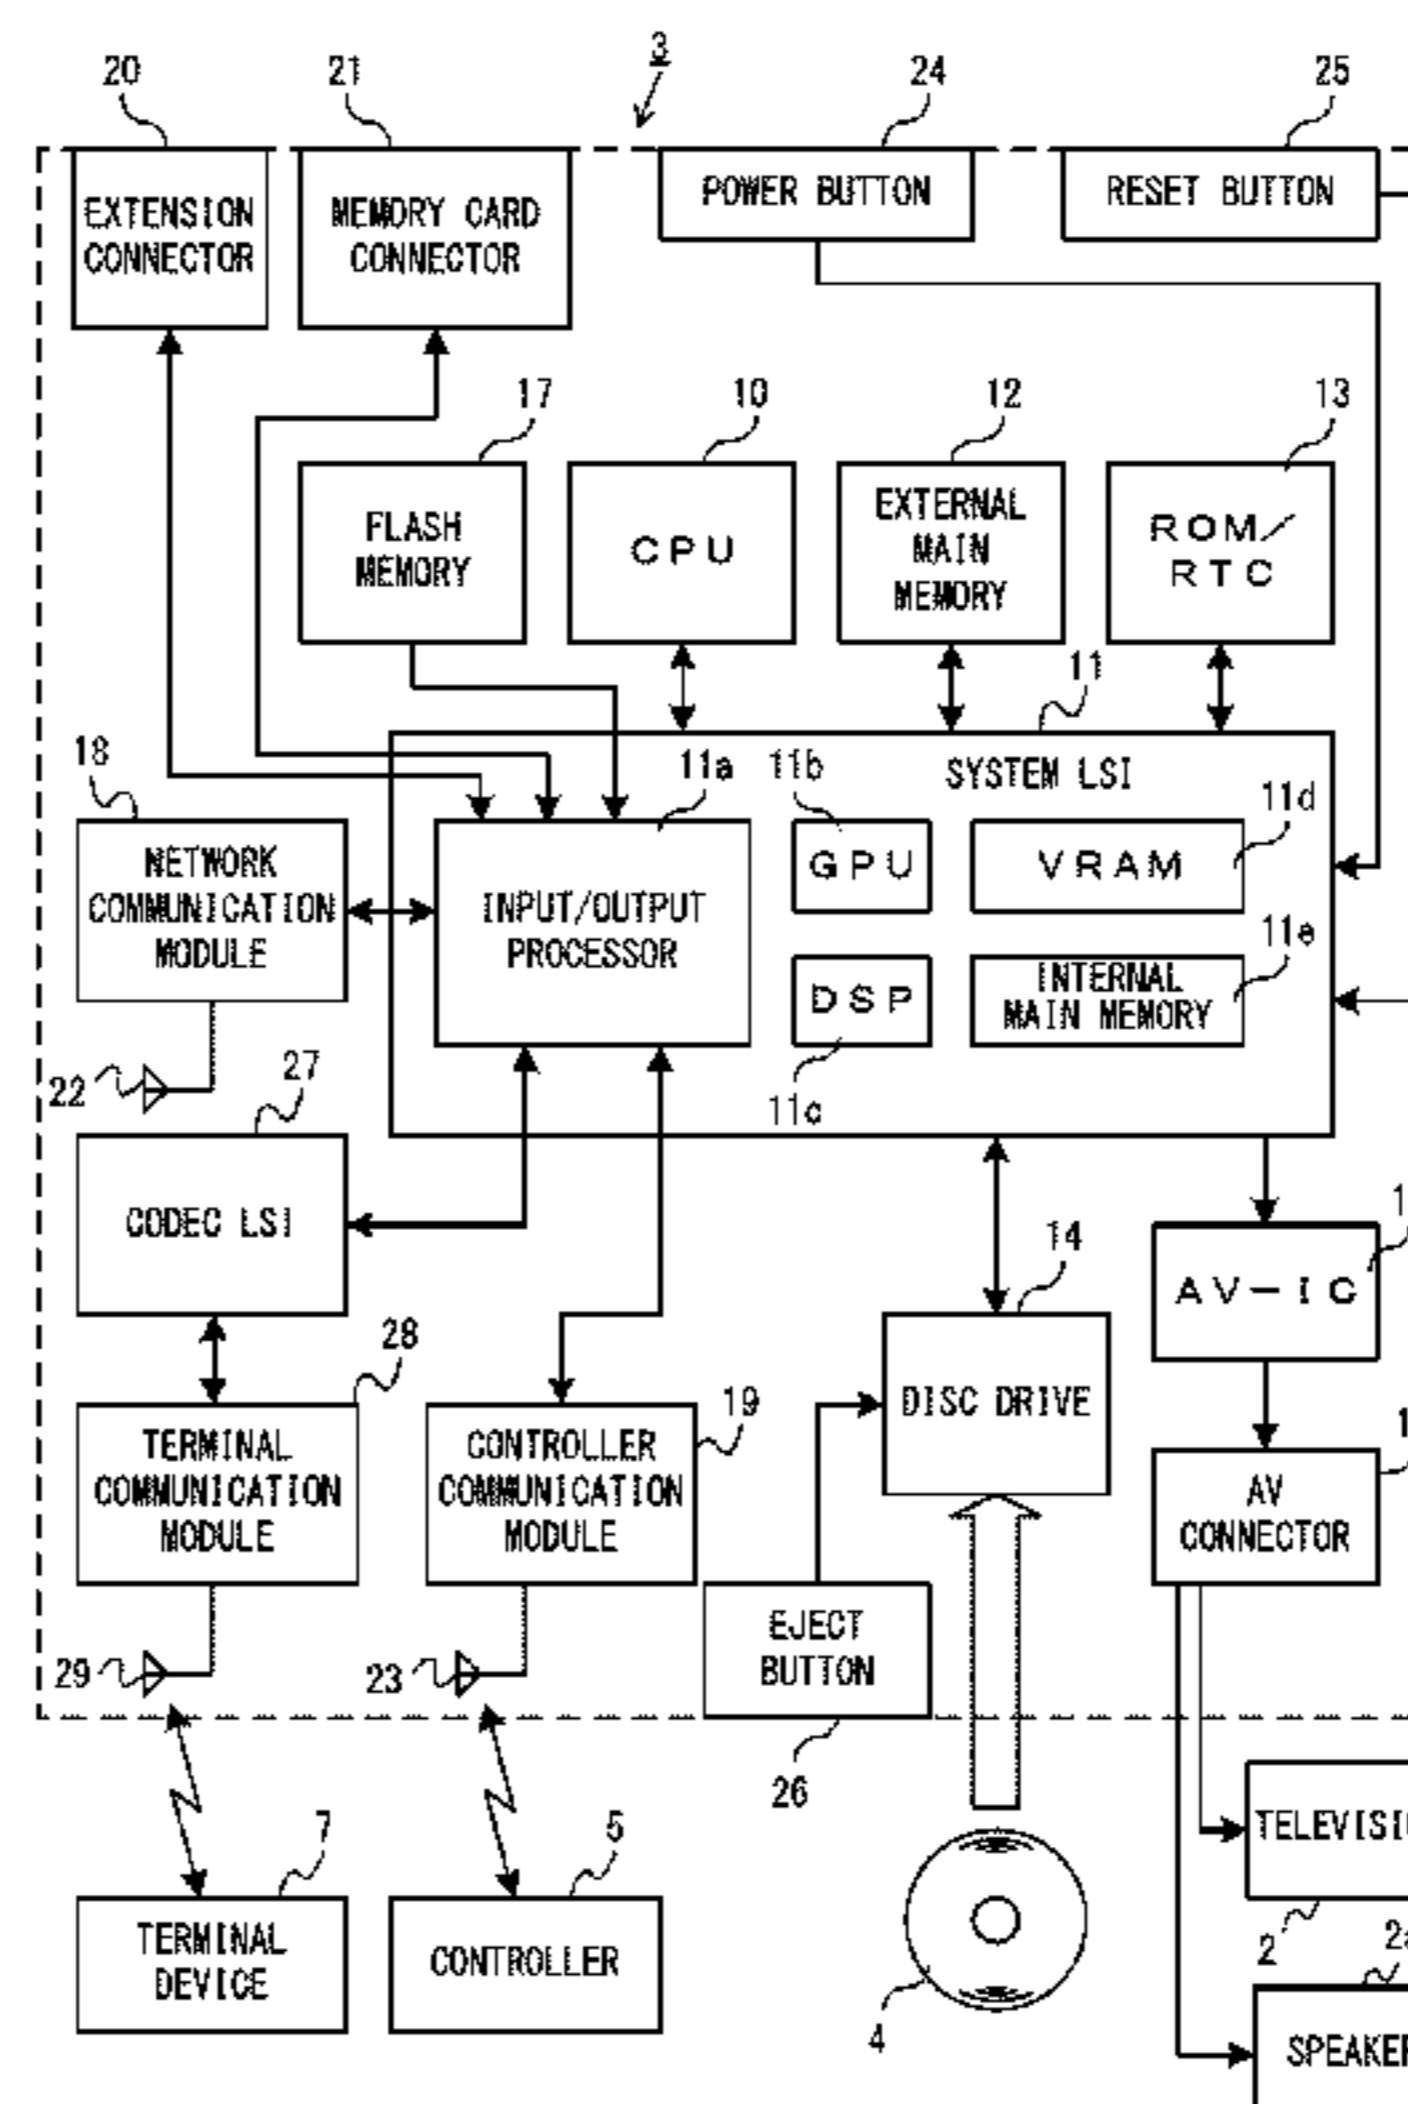 3
20
21
24
25
EXTENSION
CONNECTOR
MEMORY CARD
CONNECTOR
POWER BUTTON
RESET BUTTON
17
10
12
13
FLASH
MEMORY
CPU
EXTERNAL
MAIN
MEMORY
ROM/
RTC
11
18
11a
11b
SYSTEM LSI
11d
NETWORK
COMMUNICATION
MODULE
INPUT/OUTPUT
PROCESSOR
GPU
VRAM
11e
DSP
INTERNAL
MAIN MEMORY
22
27
11c
CODEC LSI
14
AV-IC
28
19
DISC DRIVE
TERMINAL
COMMUNICATION
MODULE
CONTROLLER
COMMUNICATION
MODULE
AV
CONNECTOR
29
23
EJECT
BUTTON
26
7
5
TERMINAL
DEVICE
CONTROLLER
4
2